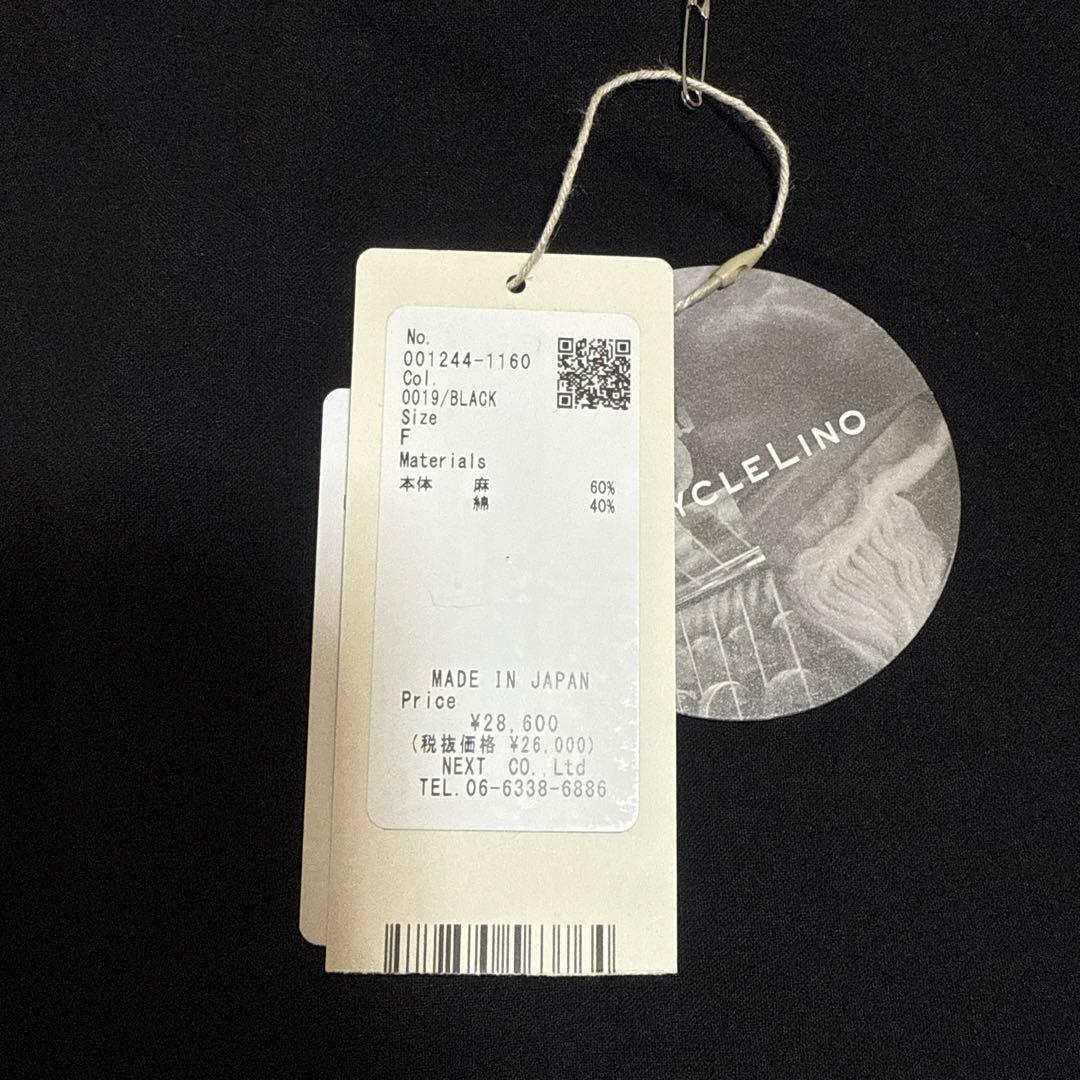 No.
001244-1160
Col.
0019/BLACK
Size
F
Materials
本体 麻 60%
綿 40%
MADE IN JAPAN
Price
¥28,600
(税抜価格 ¥26,000)
NEXT CO.,Ltd
TEL.06-6338-6886
YCLELINO